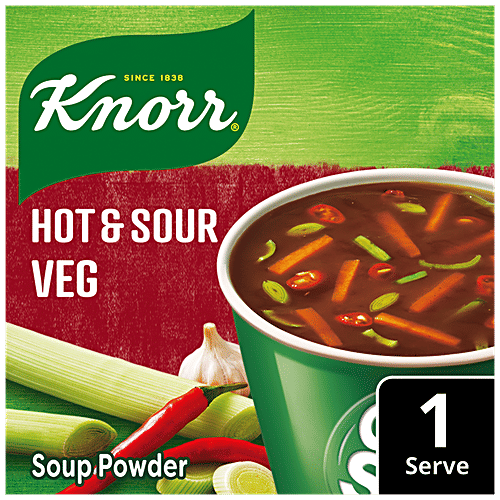 SINCE 1838
Knorr®
HOT & SOUR
VEG
1
Serve
Soup Powder